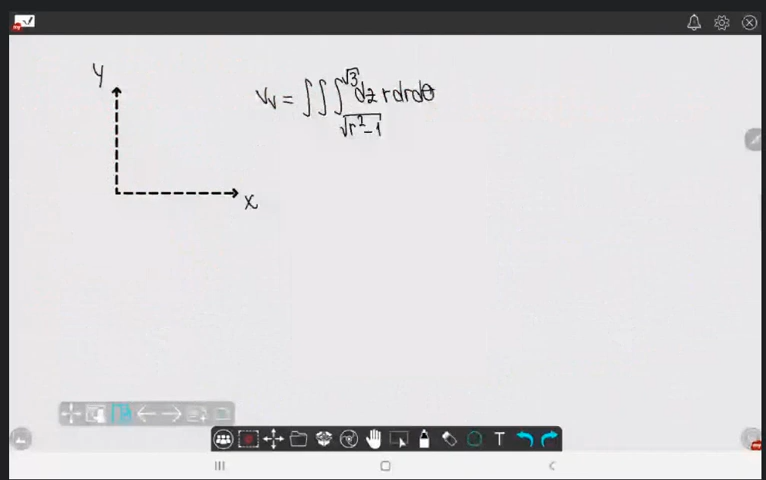 y
V_v = ∫∫∫_{√(r²-1)}^{√3} dz r dr dθ
x
T